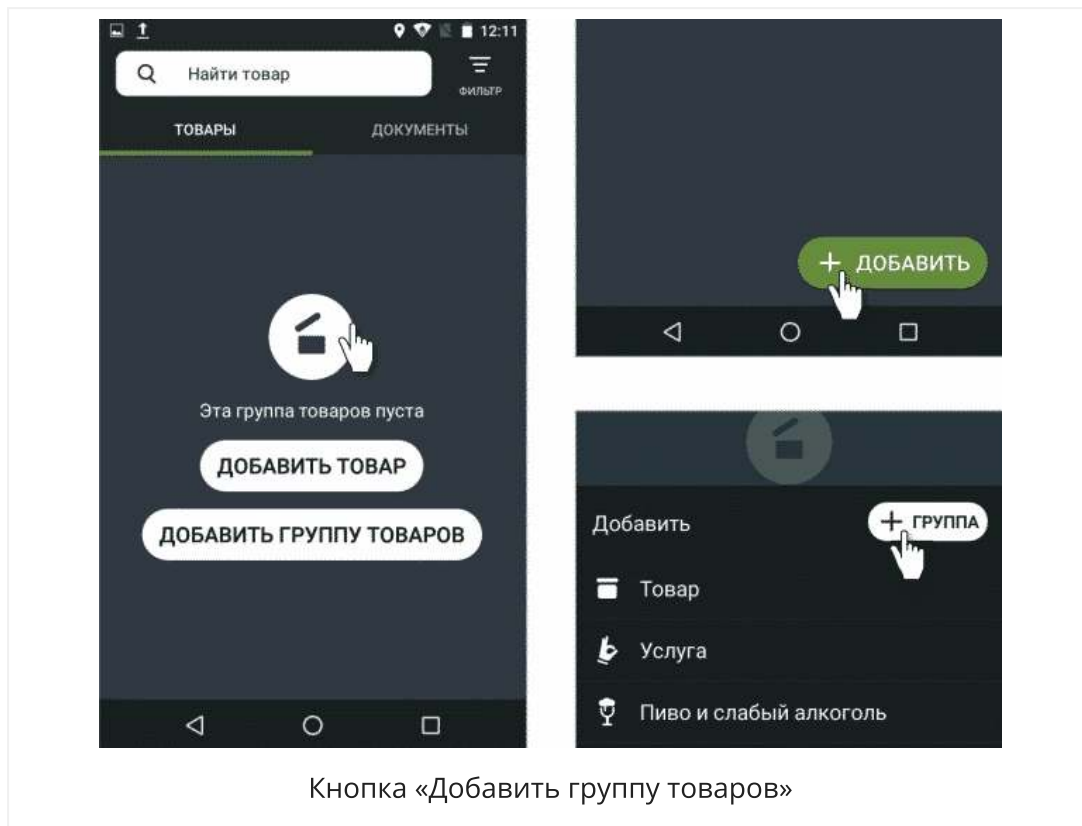 12:11
Найти товар
ФИЛЬТР
ТОВАРЫ
ДОКУМЕНТЫ
Эта группа товаров пуста
ДОБАВИТЬ ТОВАР
ДОБАВИТЬ ГРУППУ ТОВАРОВ
+ ДОБАВИТЬ
Добавить
+ ГРУППА
Товар
Услуга
Пиво и слабый алкоголь
Кнопка «Добавить группу товаров»